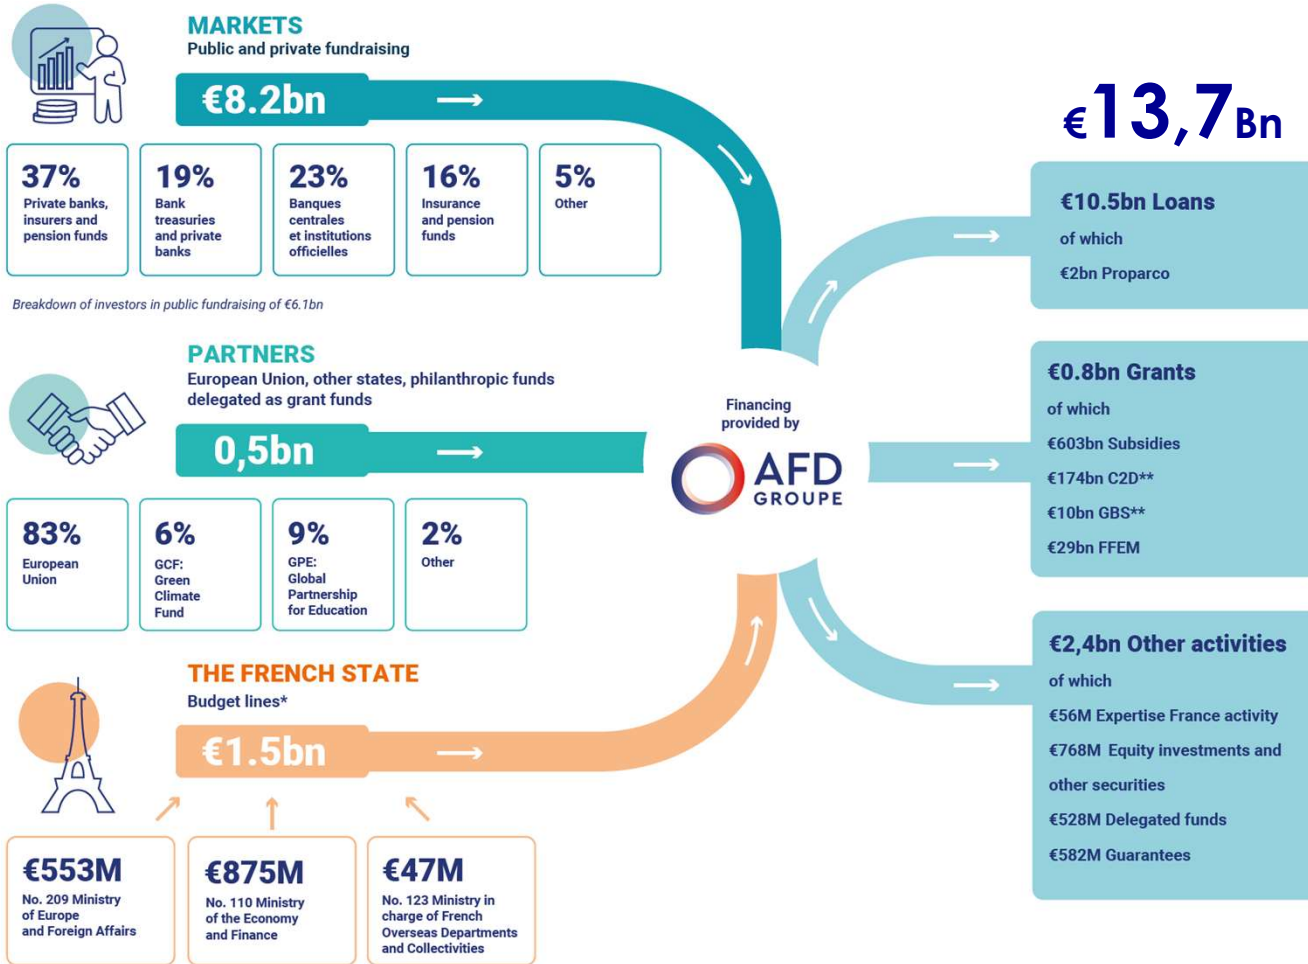 MARKETS
Public and private fundraising
€8.2bn
37%
Private banks,
insurers and
pension funds
19%
Bank
treasuries
and private
banks
23%
Banques
centrales
et institutions
officielles
16%
Insurance
and pension
funds
5%
Other
Breakdown of investors in public fundraising of €6.1bn
PARTNERS
European Union, other states, philanthropic funds
delegated as grant funds
0,5bn
83%
European
Union
6%
GCF:
Green
Climate
Fund
9%
GPE:
Global
Partnership
for Education
2%
Other
THE FRENCH STATE
Budget lines*
€1.5bn
€553M
No. 209 Ministry
of Europe
and Foreign Affairs
€875M
No. 110 Ministry
of the Economy
and Finance
€47M
No. 123 Ministry in
charge of French
Overseas Departments
and Collectivities
Financing
provided by
AFD
GROUPE
€13,7Bn
€10.5bn Loans
of which
€2bn Proparco
€0.8bn Grants
of which
€603bn Subsidies
€174bn C2D**
€10bn GBS**
€29bn FFEM
€2,4bn Other activities
of which
€56M Expertise France activity
€768M Equity investments and
other securities
€528M Delegated funds
€582M Guarantees